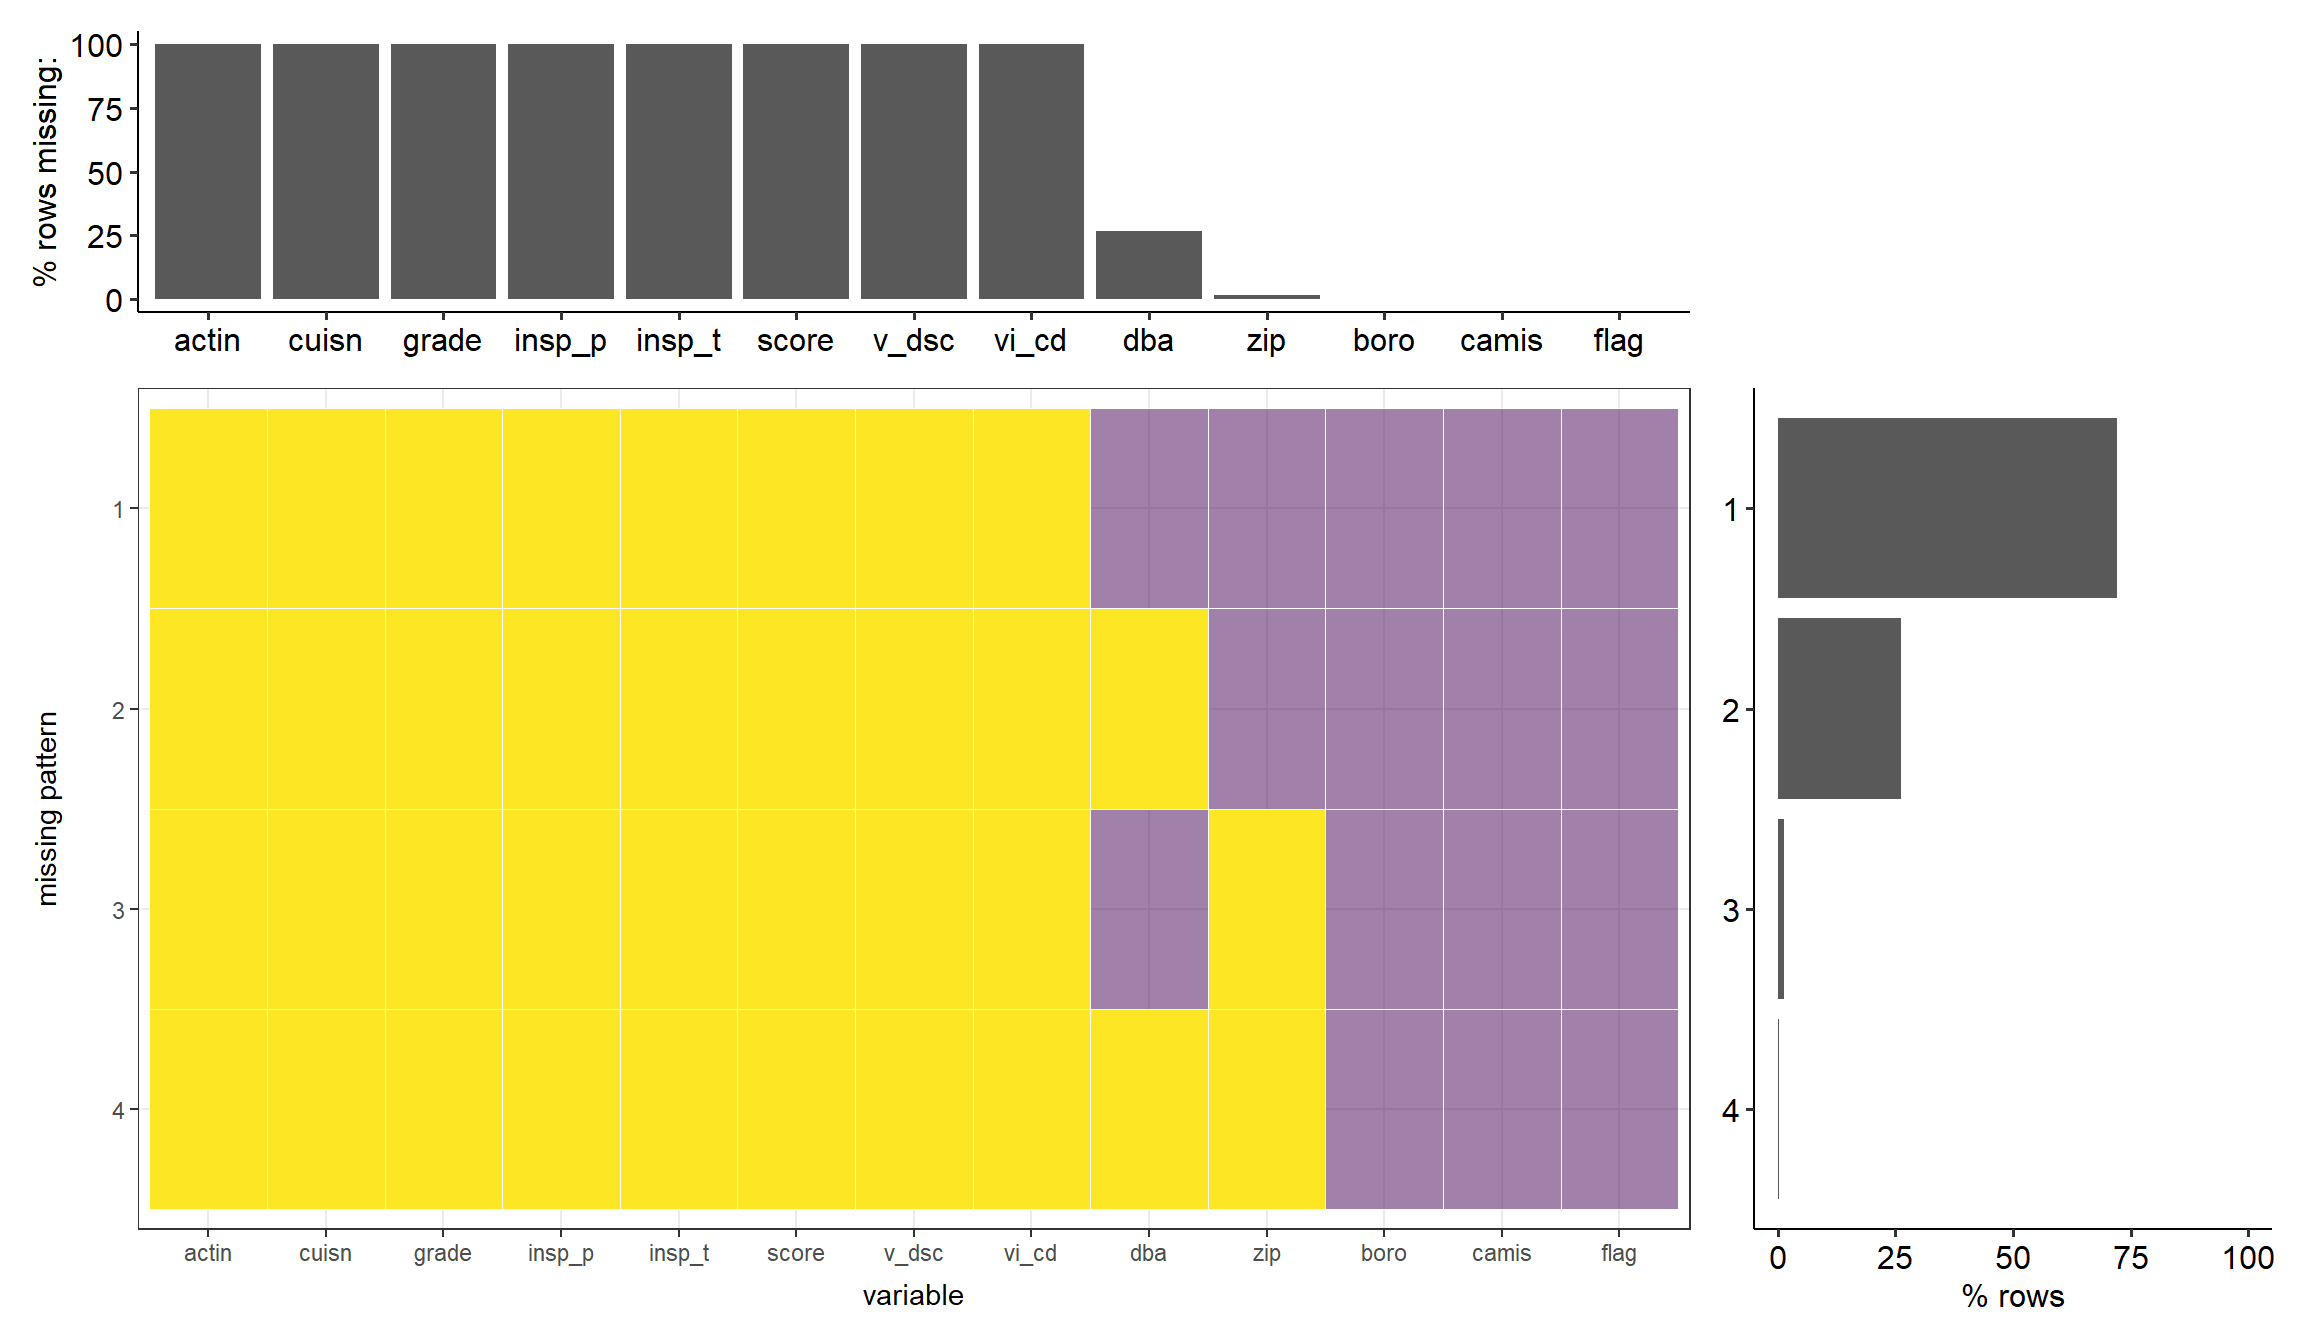 % rows missing:
100
75
50
25
0
actin cuisn grade insp_p insp_t score v_dsc vi_cd dba zip boro camis flag
missing pattern
1
2
3
4
actin cuisn grade insp_p insp_t score v_dsc vi_cd dba zip boro camis flag
variable
1
2
3
4
0 25 50 75 100
% rows